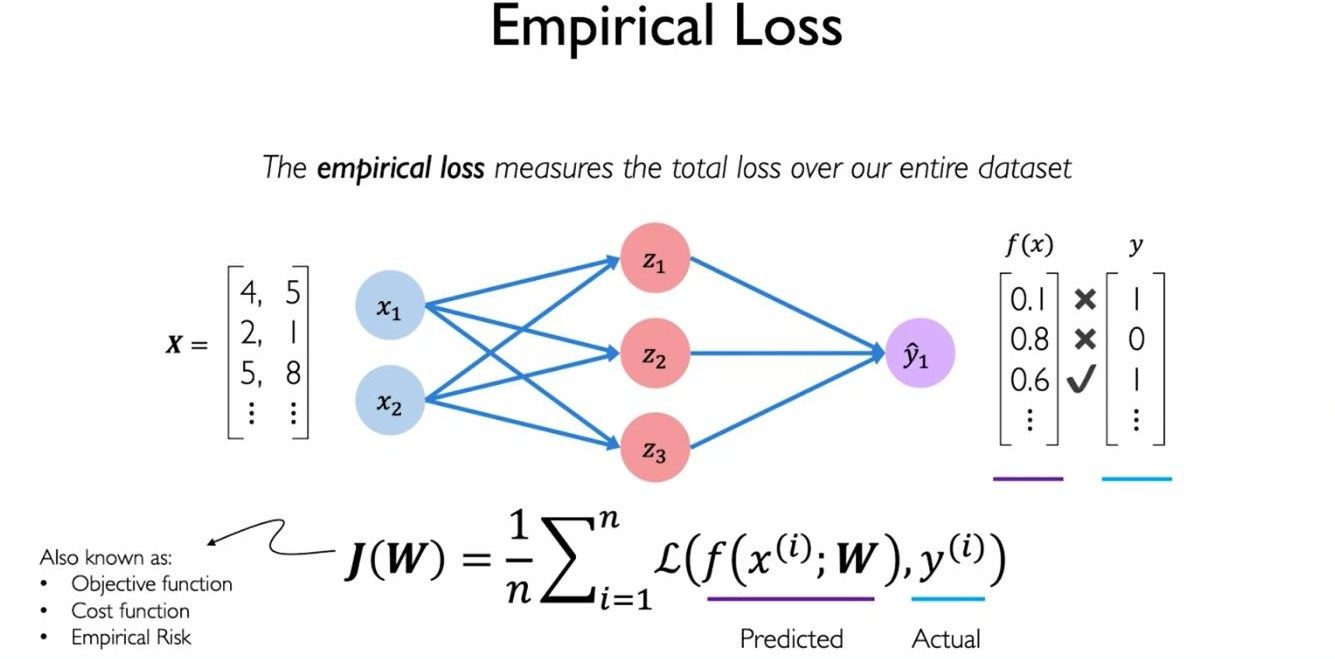 Empirical Loss
The empirical loss measures the total loss over our entire dataset
f(x) y
X = [4, 5
2, 1
5, 8
⋮ ⋮]
x₁
x₂
z₁
z₂
z₃
ŷ₁
[0.1 ✖ 1
0.8 ✖ 0
0.6 ✓ 1
⋮ ⋮]
J(W) = 1/n ∑ⁿᵢ₌₁ ℒ(f(x⁽ⁱ⁾; W), y⁽ⁱ⁾)
Predicted Actual
Also known as:
• Objective function
• Cost function
• Empirical Risk